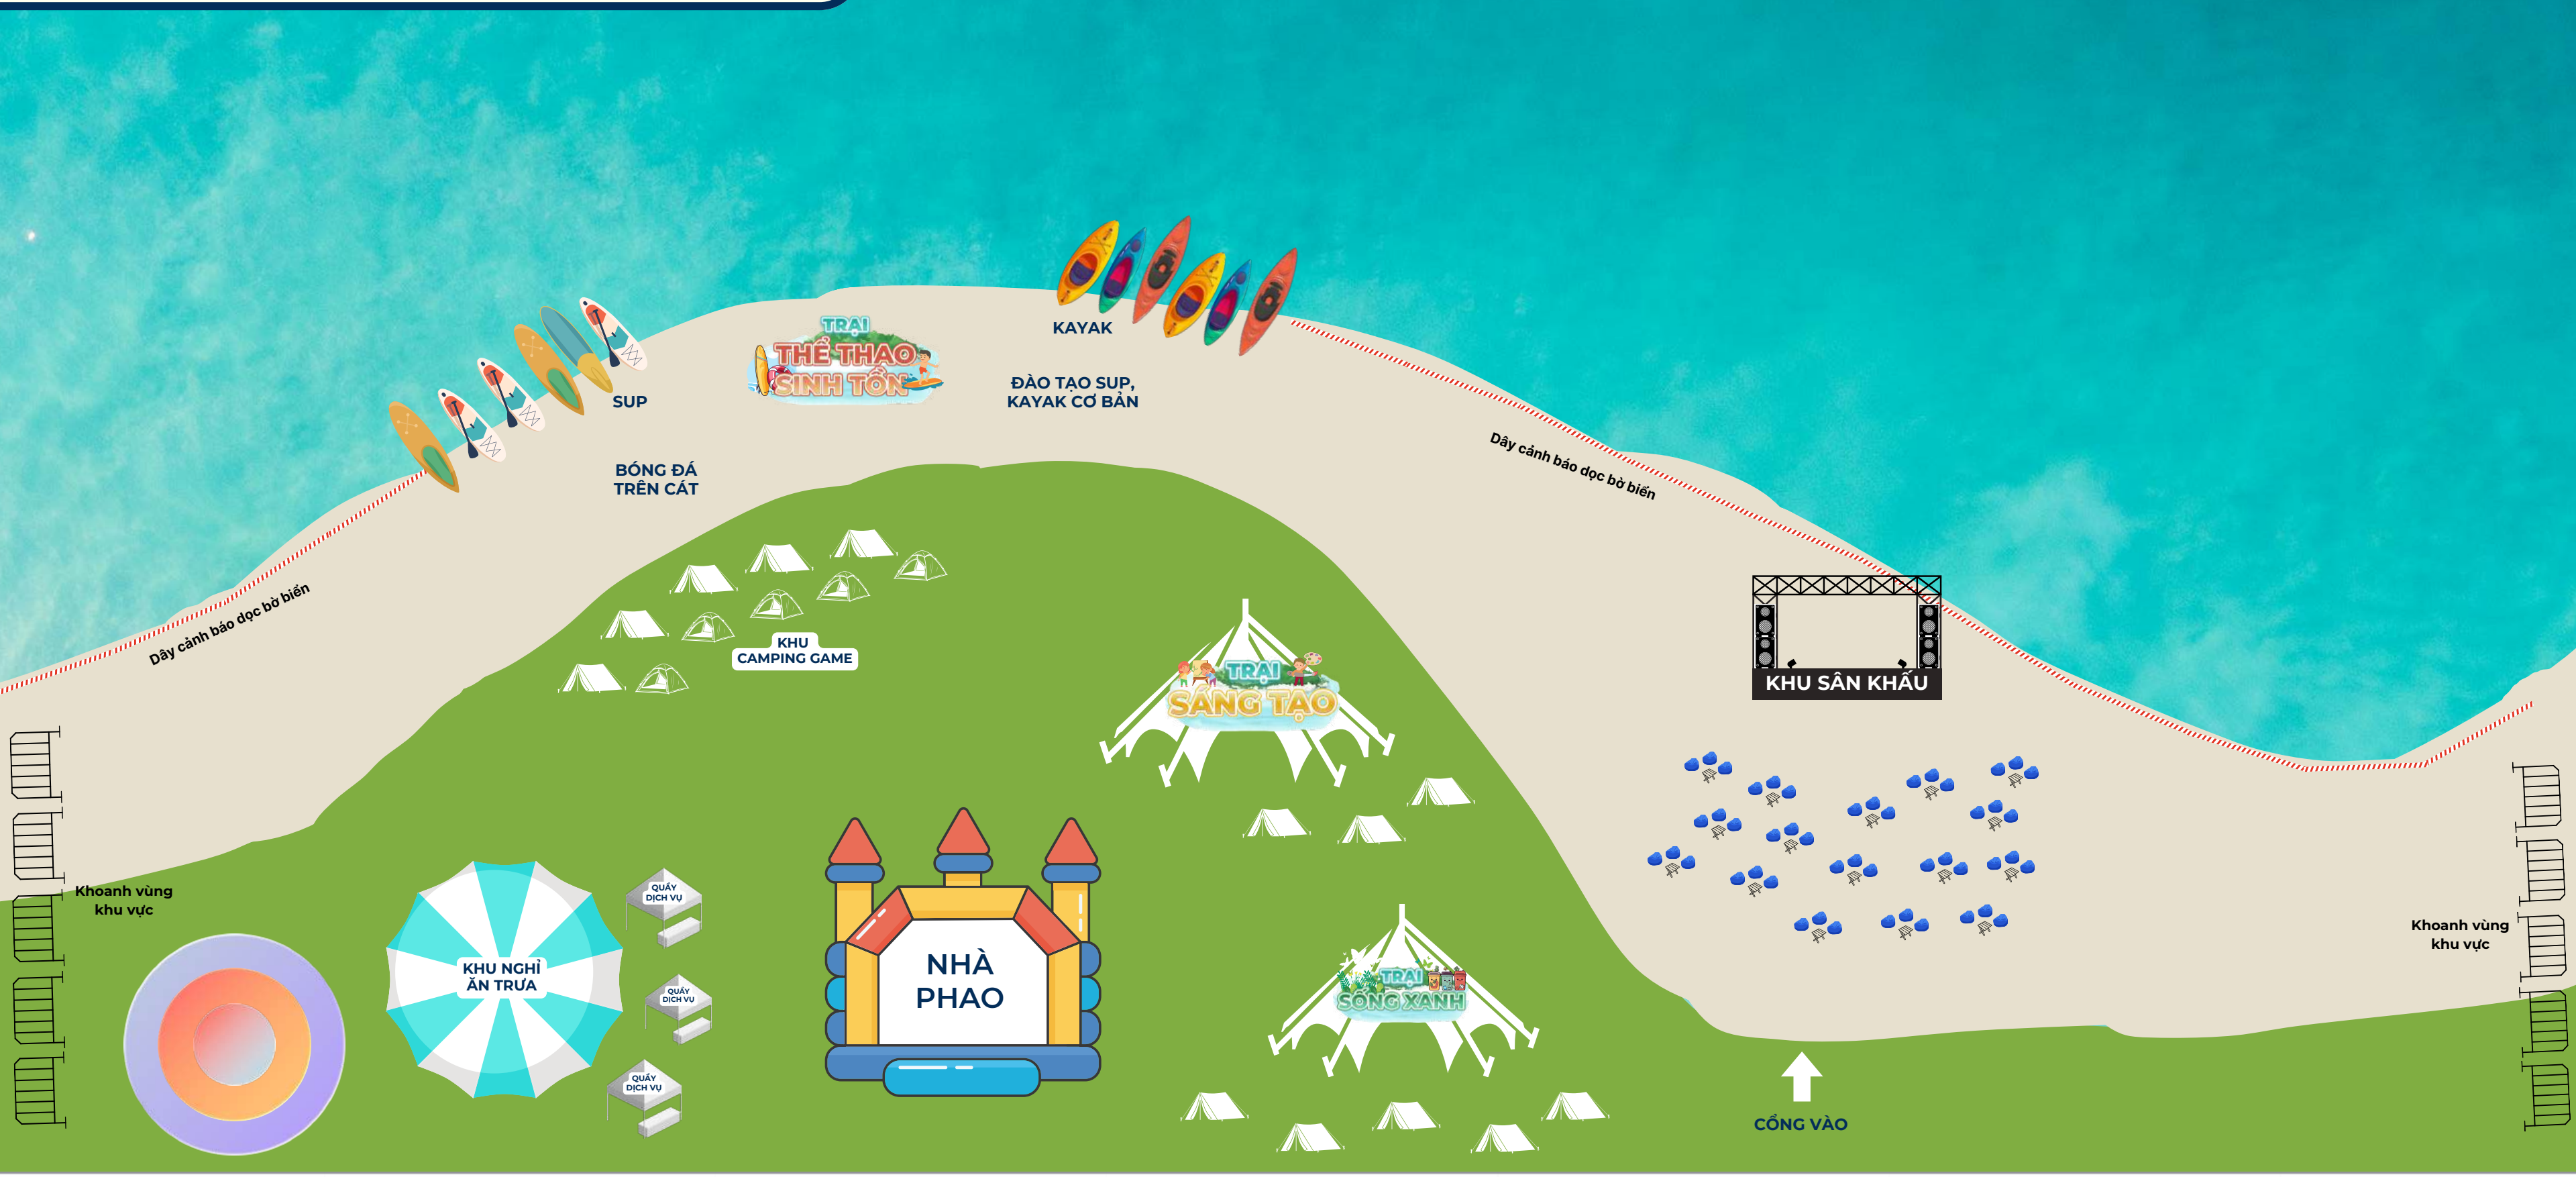 KAYAK
TRẠI
THỂ THAO
SINH TỒN
ĐÀO TẠO SUP,
KAYAK CƠ BẢN
SUP
BÓNG ĐÁ
TRÊN CÁT
Dây cảnh báo dọc bờ biển
Dây cảnh báo dọc bờ biển
KHU
CAMPING GAME
TRẠI
SÁNG TẠO
KHU SÂN KHẤU
Khoanh vùng
khu vực
QUẦY
DỊCH VỤ
KHU NGHỈ
ĂN TRƯA
QUẦY
DỊCH VỤ
QUẦY
DỊCH VỤ
NHÀ
PHAO
TRẠI
SỐNG XANH
Khoanh vùng
khu vực
CỔNG VÀO